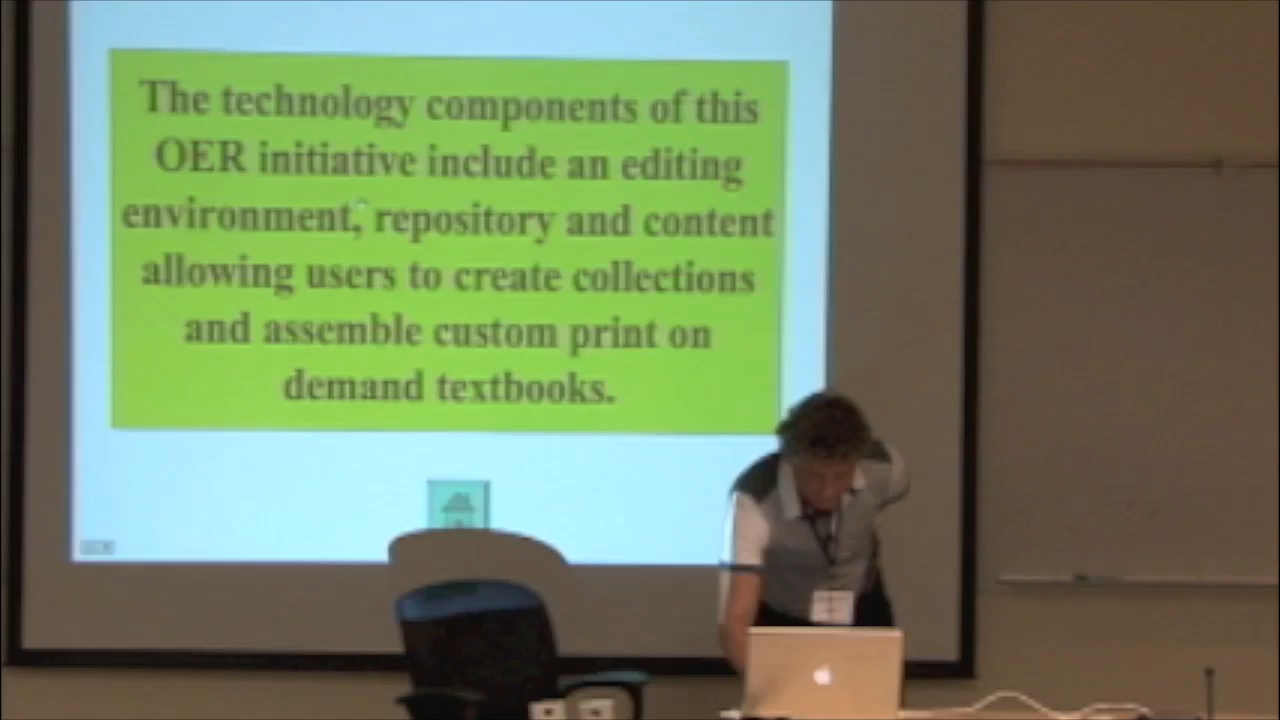 The technology components of this
OER initiative include an editing
environment, repository and content
allowing users to create collections
and assemble custom print on
demand textbooks.